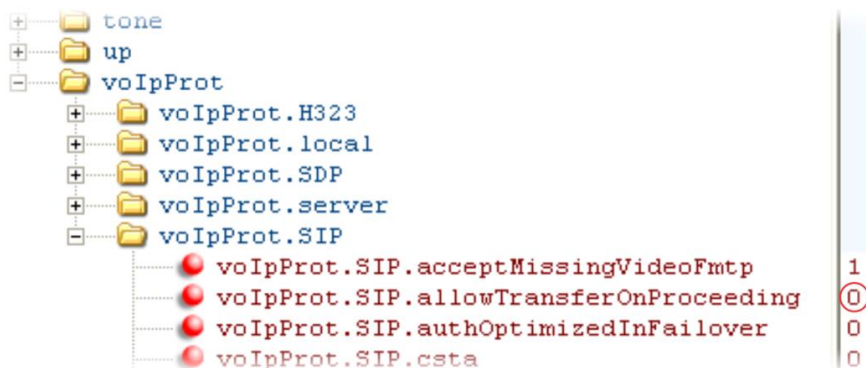 tone
up
voIpProt
voIpProt.H323
voIpProt.local
voIpProt.SDP
voIpProt.server
voIpProt.SIP
voIpProt.SIP.acceptMissingVideoFmtp 1
voIpProt.SIP.allowTransferOnProceeding 0
voIpProt.SIP.authOptimizedInFailover 0
voIpProt.SIP.csta 0